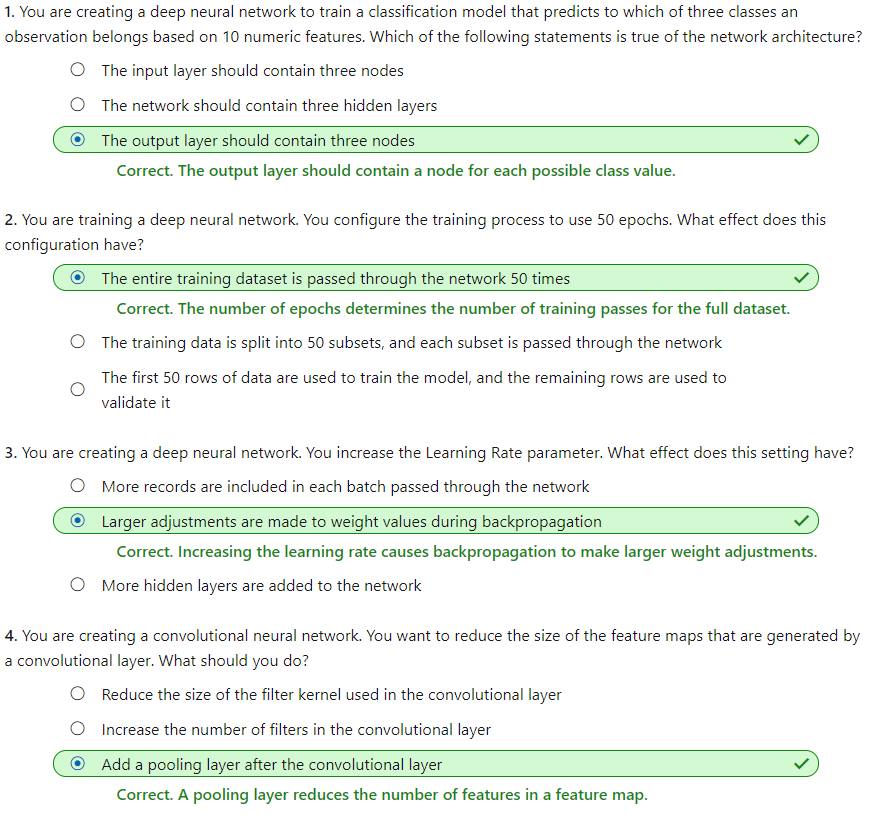 1. You are creating a deep neural network to train a classification model that predicts to which of three classes an
observation belongs based on 10 numeric features. Which of the following statements is true of the network architecture?
The input layer should contain three nodes
The network should contain three hidden layers
The output layer should contain three nodes
Correct. The output layer should contain a node for each possible class value.
2. You are training a deep neural network. You configure the training process to use 50 epochs. What effect does this
configuration have?
The entire training dataset is passed through the network 50 times
Correct. The number of epochs determines the number of training passes for the full dataset.
The training data is split into 50 subsets, and each subset is passed through the network
The first 50 rows of data are used to train the model, and the remaining rows are used to
validate it
3. You are creating a deep neural network. You increase the Learning Rate parameter. What effect does this setting have?
More records are included in each batch passed through the network
Larger adjustments are made to weight values during backpropagation
Correct. Increasing the learning rate causes backpropagation to make larger weight adjustments.
More hidden layers are added to the network
4. You are creating a convolutional neural network. You want to reduce the size of the feature maps that are generated by
a convolutional layer. What should you do?
Reduce the size of the filter kernel used in the convolutional layer
Increase the number of filters in the convolutional layer
Add a pooling layer after the convolutional layer
Correct. A pooling layer reduces the number of features in a feature map.